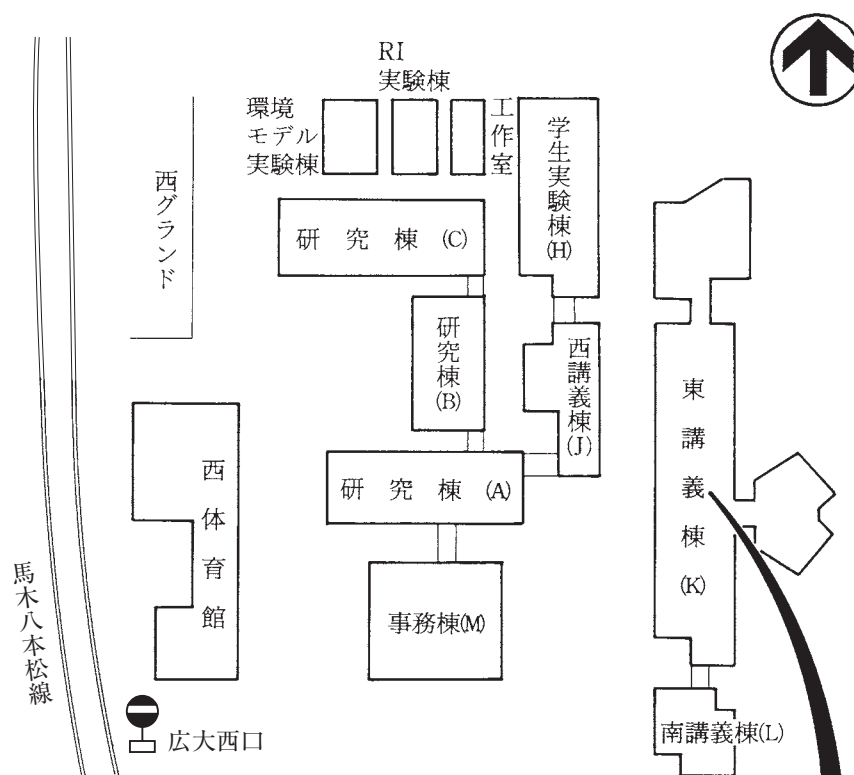 RI
実験棟
環境
モデル
実験棟
工作室
学生実験棟(H)
西グランド
研究棟(C)
研究棟(B)
西講義棟(J)
東講義棟(K)
西体育館
研究棟(A)
馬木八本松線
事務棟(M)
広大西口
南講義棟(L)